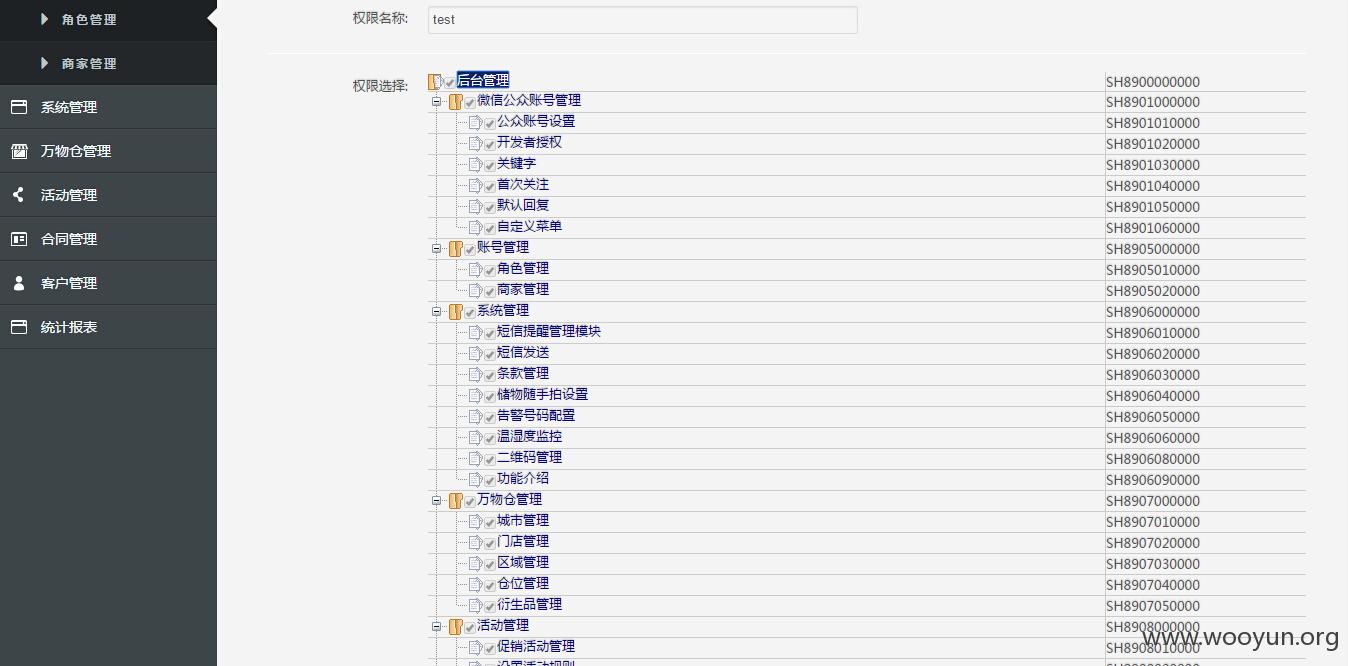 角色管理
商家管理
系统管理
万物仓管理
活动管理
合同管理
客户管理
统计报表
权限名称:
test
权限选择:
后台管理 SH8900000000
微信公众账号管理 SH8901000000
公众账号设置 SH8901010000
开发者授权 SH8901020000
关键字 SH8901030000
首次关注 SH8901040000
默认回复 SH8901050000
自定义菜单 SH8901060000
账号管理 SH8905000000
角色管理 SH8905010000
商家管理 SH8905020000
系统管理 SH8906000000
短信提醒管理模块 SH8906010000
短信发送 SH8906020000
条款管理 SH8906030000
储物随手拍设置 SH8906040000
告警号码配置 SH8906050000
温湿度监控 SH8906060000
二维码管理 SH8906080000
功能介绍 SH8906090000
万物仓管理 SH8907000000
城市管理 SH8907010000
门店管理 SH8907020000
区域管理 SH8907030000
仓位管理 SH8907040000
衍生品管理 SH8907050000
活动管理 SH8908000000
促销活动管理 SH8908010000
设置活动规则
www.wooyun.org